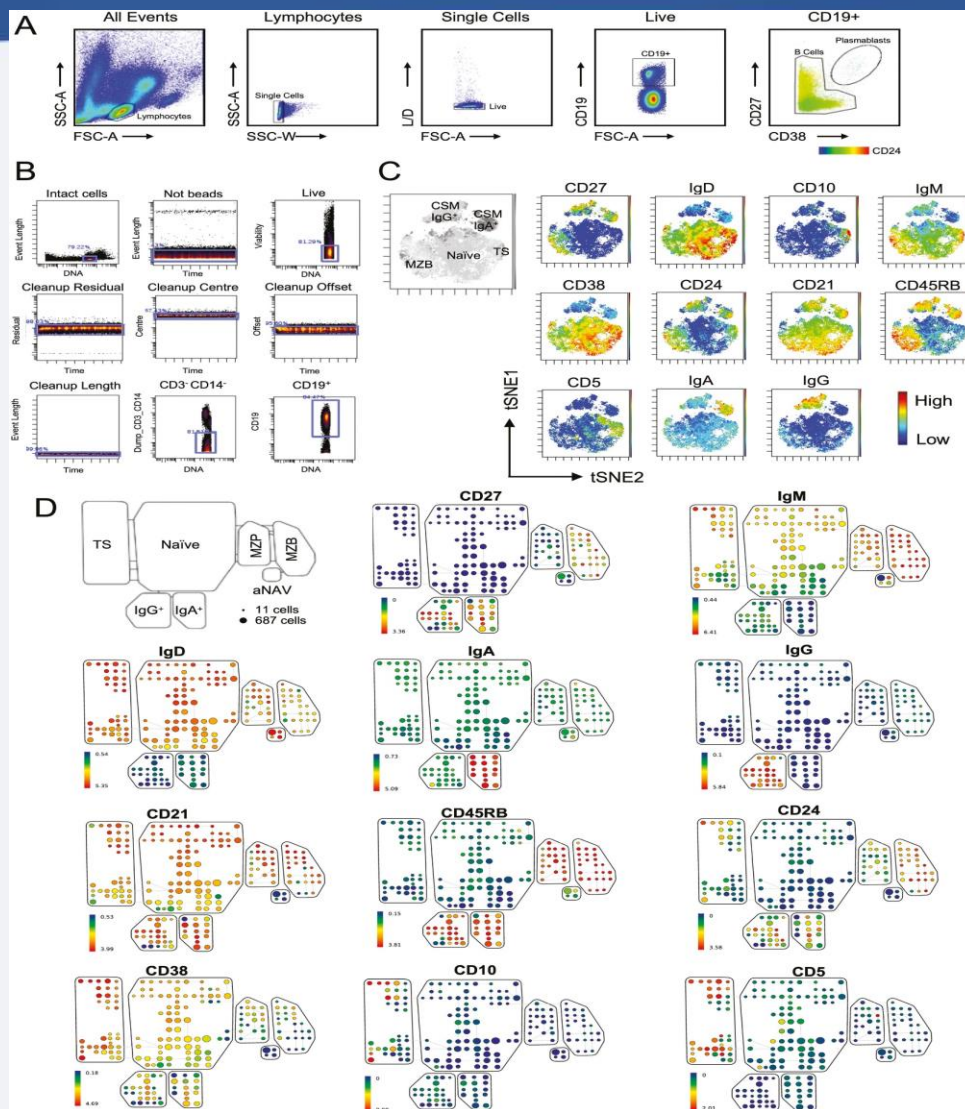 A
All Events
Lymphocytes
Single Cells
Live
CD19+
SSC-A
Lymphocytes
FSC-A
SSC-A
Single Cells
SSC-W
L/D
Live
FSC-A
CD19
CD19+
FSC-A
CD27
B Cells
Plasmablasts
CD38
CD24
B
Intact cells
Not beads
Live
Event Length
79.22%
DNA
Event Length
Time
Viability
81.29%
DNA
Cleanup Residual
Cleanup Centre
Cleanup Offset
Residual
Time
Centre
Time
Offset
Time
Cleanup Length
CD3- CD14-
CD19+
Event Length
Time
Dump_CD3_CD14
DNA
CD19
DNA
C
CSM
IgG+
CSM
IgA+
TS
Naïve
MZB
CD27
IgD
CD10
IgM
CD38
CD24
CD21
CD45RB
CD5
IgA
IgG
High
Low
tSNE1
tSNE2
D
TS
Naïve
MZP
MZB
aNAV
IgG+
IgA+
11 cells
687 cells
CD27
0
3.36
IgM
0.44
6.41
IgD
0.54
5.35
IgA
0.73
5.09
IgG
0.1
5.84
CD21
0.53
3.99
CD45RB
0.15
3.81
CD24
0
3.58
CD38
0.18
4.69
CD10
0
CD5
0